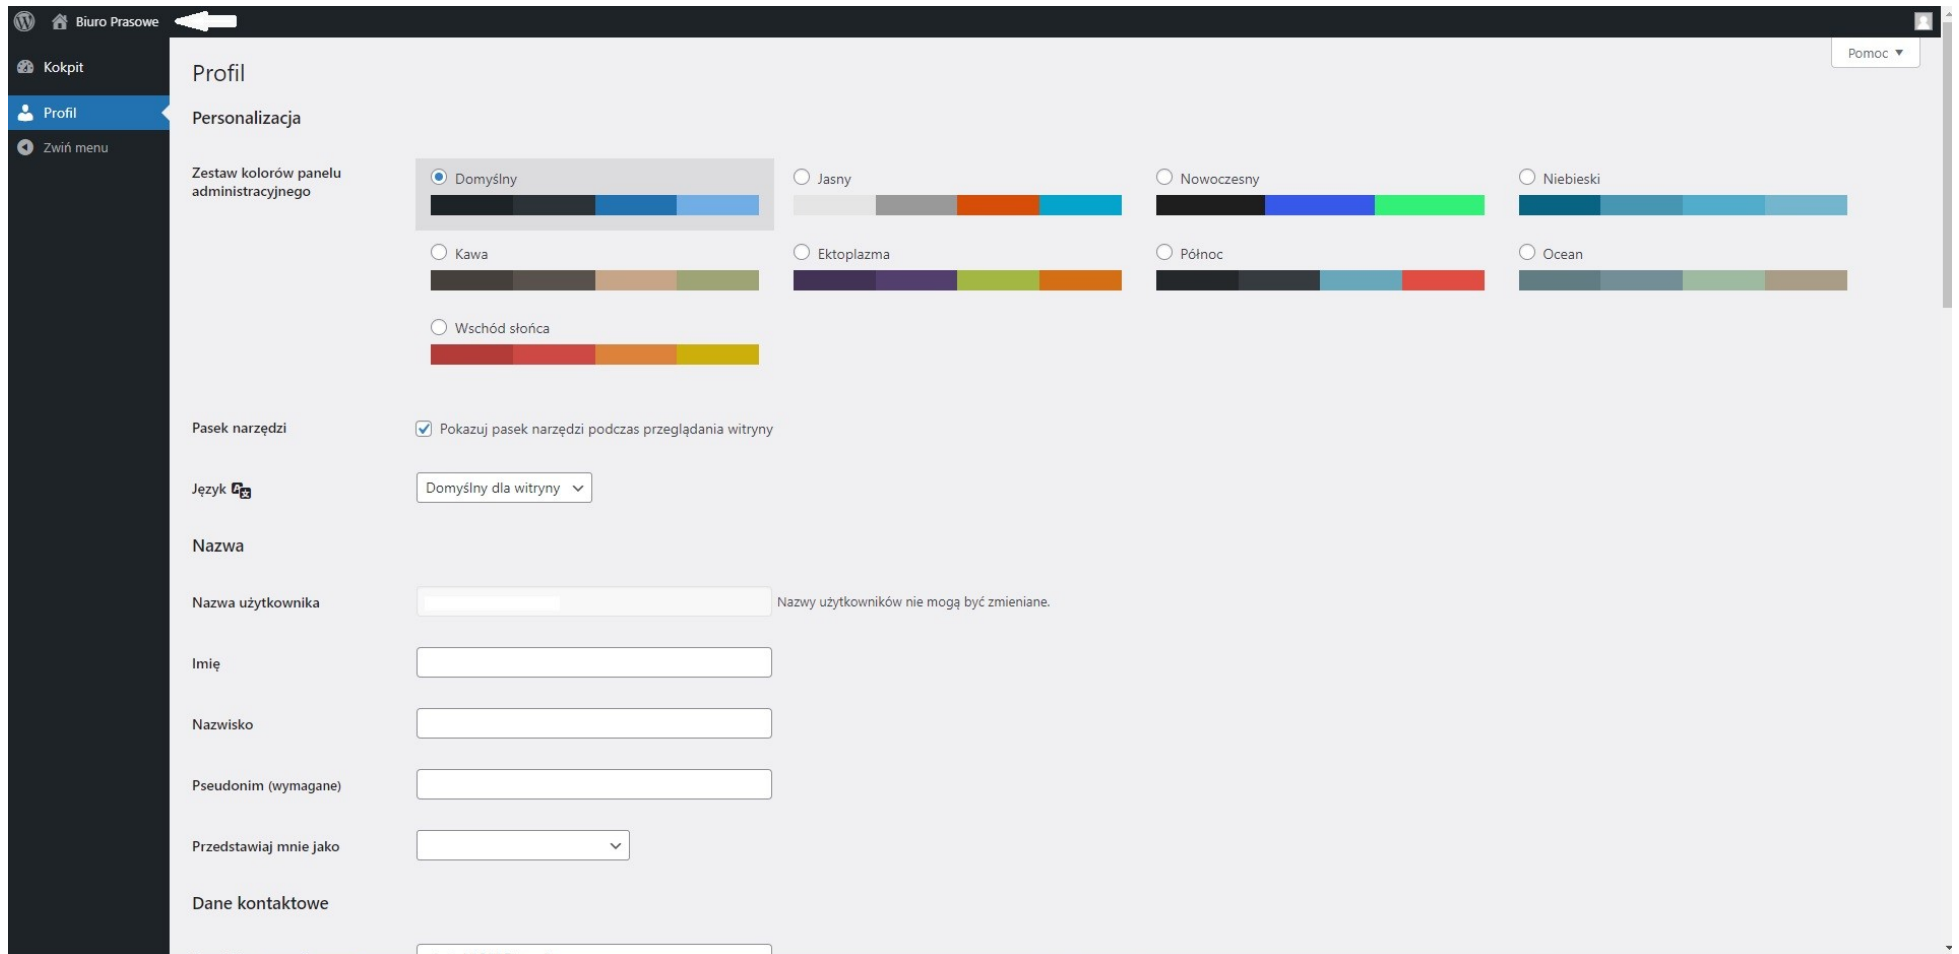 Biuro Prasowe
Pomoc
Kokpit
Profil
Zwiń menu
Profil
Personalizacja
Zestaw kolorów panelu
administracyjnego
Domyślny
Jasny
Nowoczesny
Niebieski
Kawa
Ektoplazma
Północ
Ocean
Wschód słońca
Pasek narzędzi
Pokazuj pasek narzędzi podczas przeglądania witryny
Język
Domyślny dla witryny
Nazwa
Nazwa użytkownika
Nazwy użytkowników nie mogą być zmieniane.
Imię
Nazwisko
Pseudonim (wymagane)
Przedstawiaj mnie jako
Dane kontaktowe